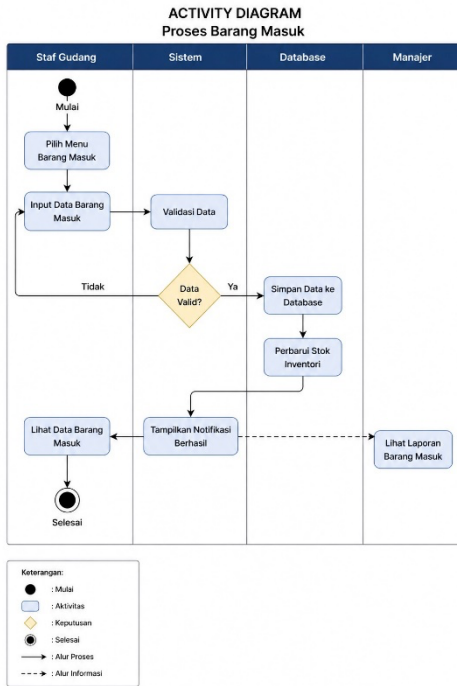 ACTIVITY DIAGRAM
Proses Barang Masuk
Staf Gudang
Sistem
Database
Manajer
Mulai
Pilih Menu
Barang Masuk
Input Data Barang
Masuk
Validasi Data
Tidak
Data
Valid?
Ya
Simpan Data ke
Database
Perbarui Stok
Inventori
Lihat Data Barang
Masuk
Tampilkan Notifikasi
Berhasil
Lihat Laporan
Barang Masuk
Selesai
Keterangan:
: Mulai
: Aktivitas
: Keputusan
: Selesai
: Alur Proses
: Alur Informasi